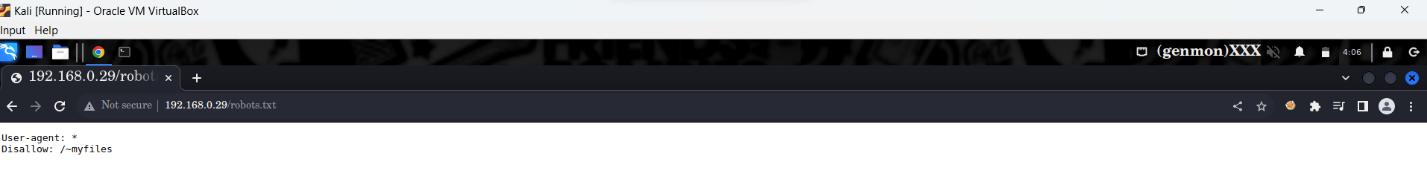 Kali [Running] - Oracle VM VirtualBox
Input Help
(genmon)XXX 4:06
192.168.0.29/robot
Not secure | 192.168.0.29/robots.txt
User-agent: *
Disallow: /~myfiles